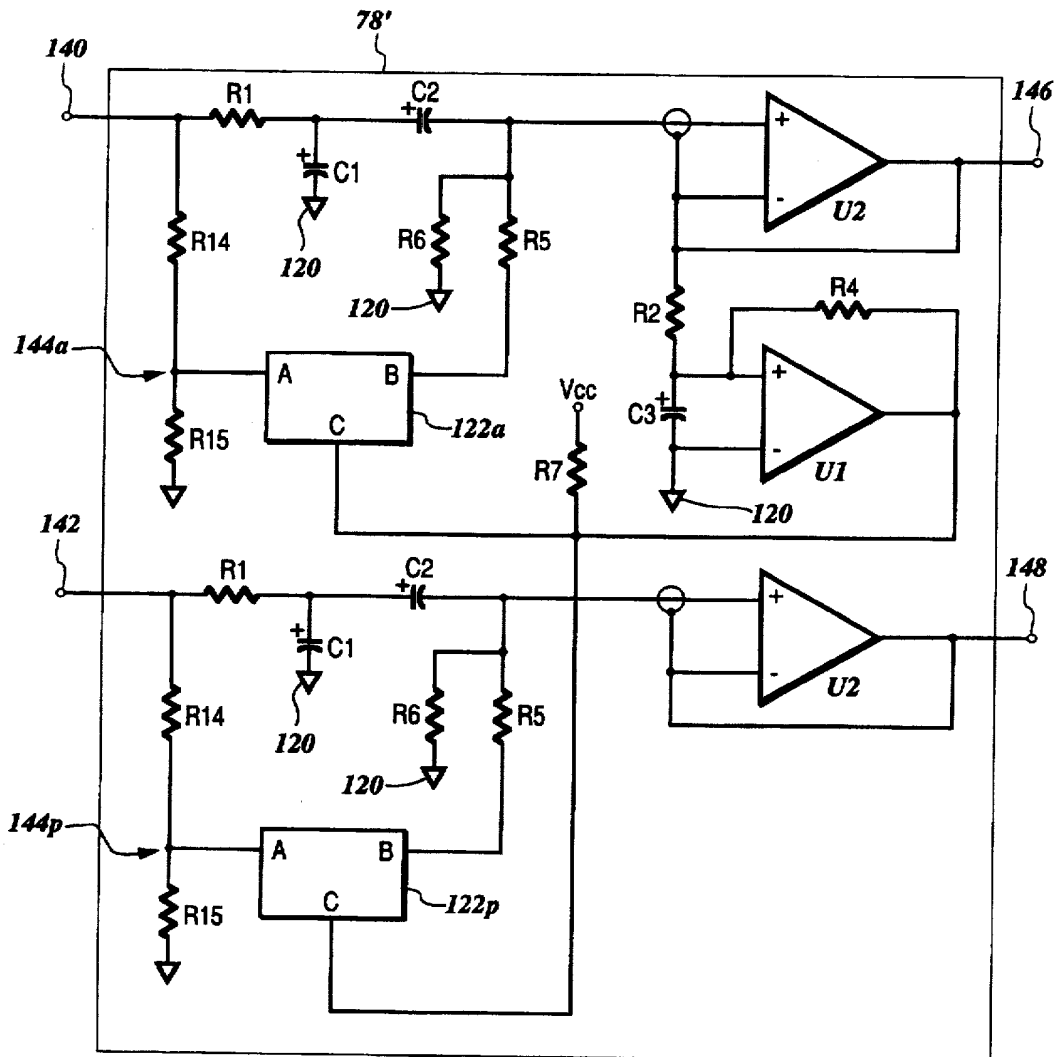 78'
140
R1
C2
+
146
+
C1
+
-
U2
R14
R6
R5
120
120
R2
R4
144a
A
B
Vcc
+
C3
+
C
122a
-
U1
R15
R7
120
142
R1
C2
+
148
+
C1
+
-
U2
R14
R6
R5
120
120
144p
A
B
C
122p
R15